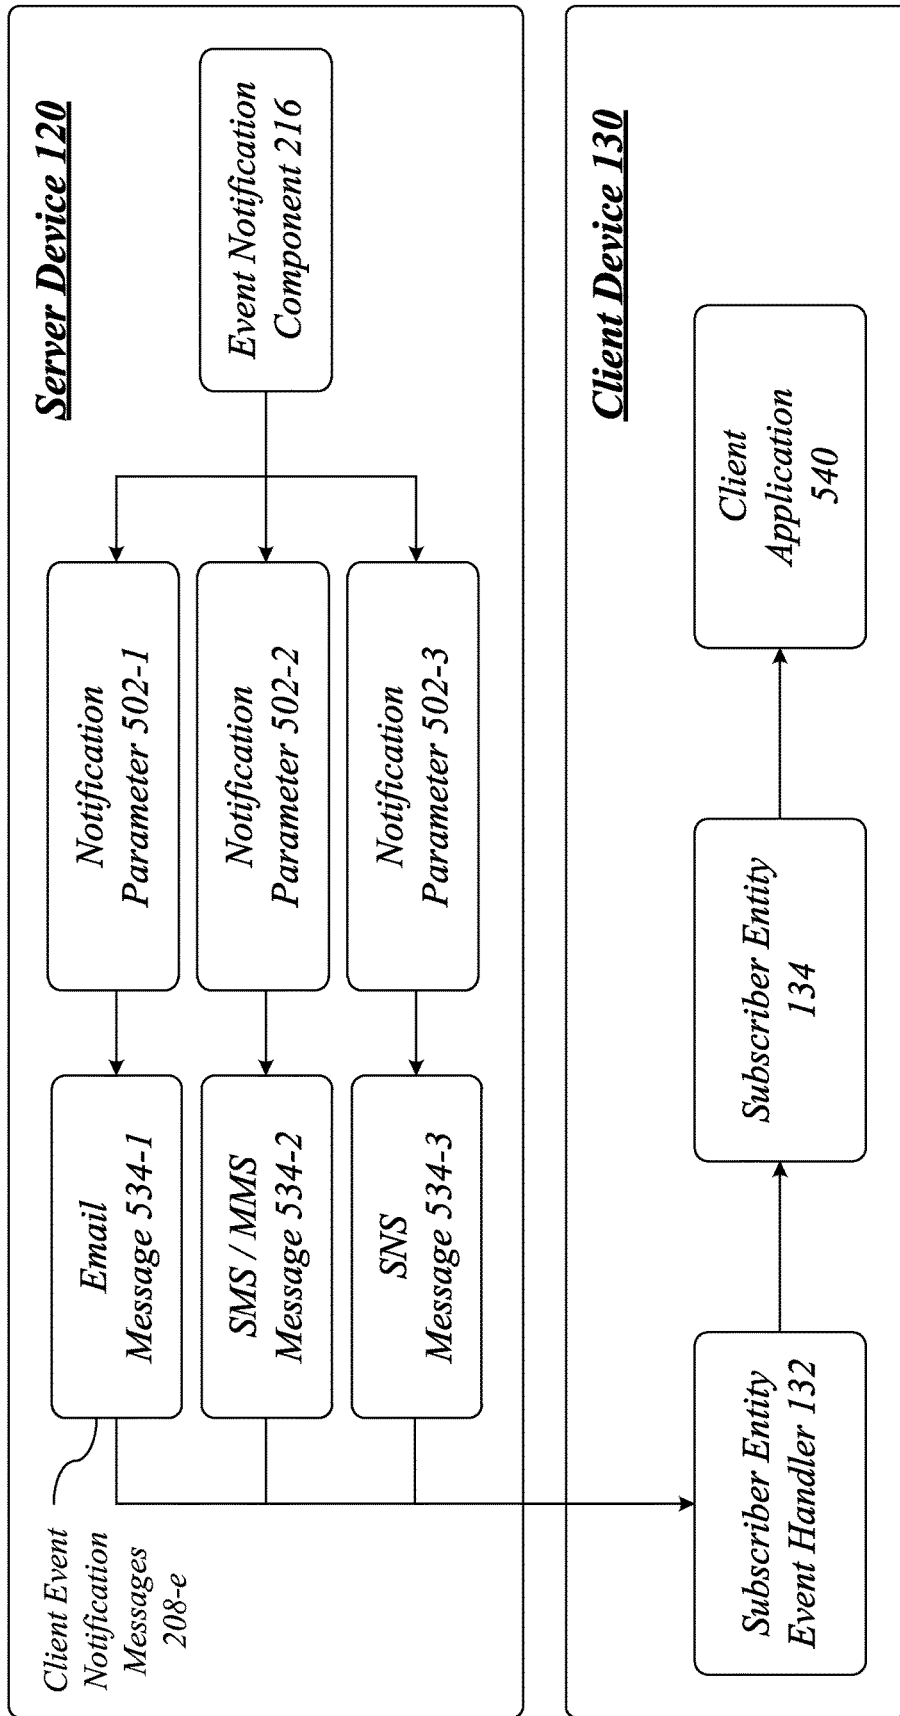 Server Device 120
Event Notification
Component 216
Notification
Parameter 502-1
Notification
Parameter 502-2
Notification
Parameter 502-3
Email
Message 534-1
SMS / MMS
Message 534-2
SNS
Message 534-3
Client Event
Notification
Messages
208-e
Client Device 130
Subscriber Entity
Event Handler 132
Subscriber Entity
134
Client
Application
540